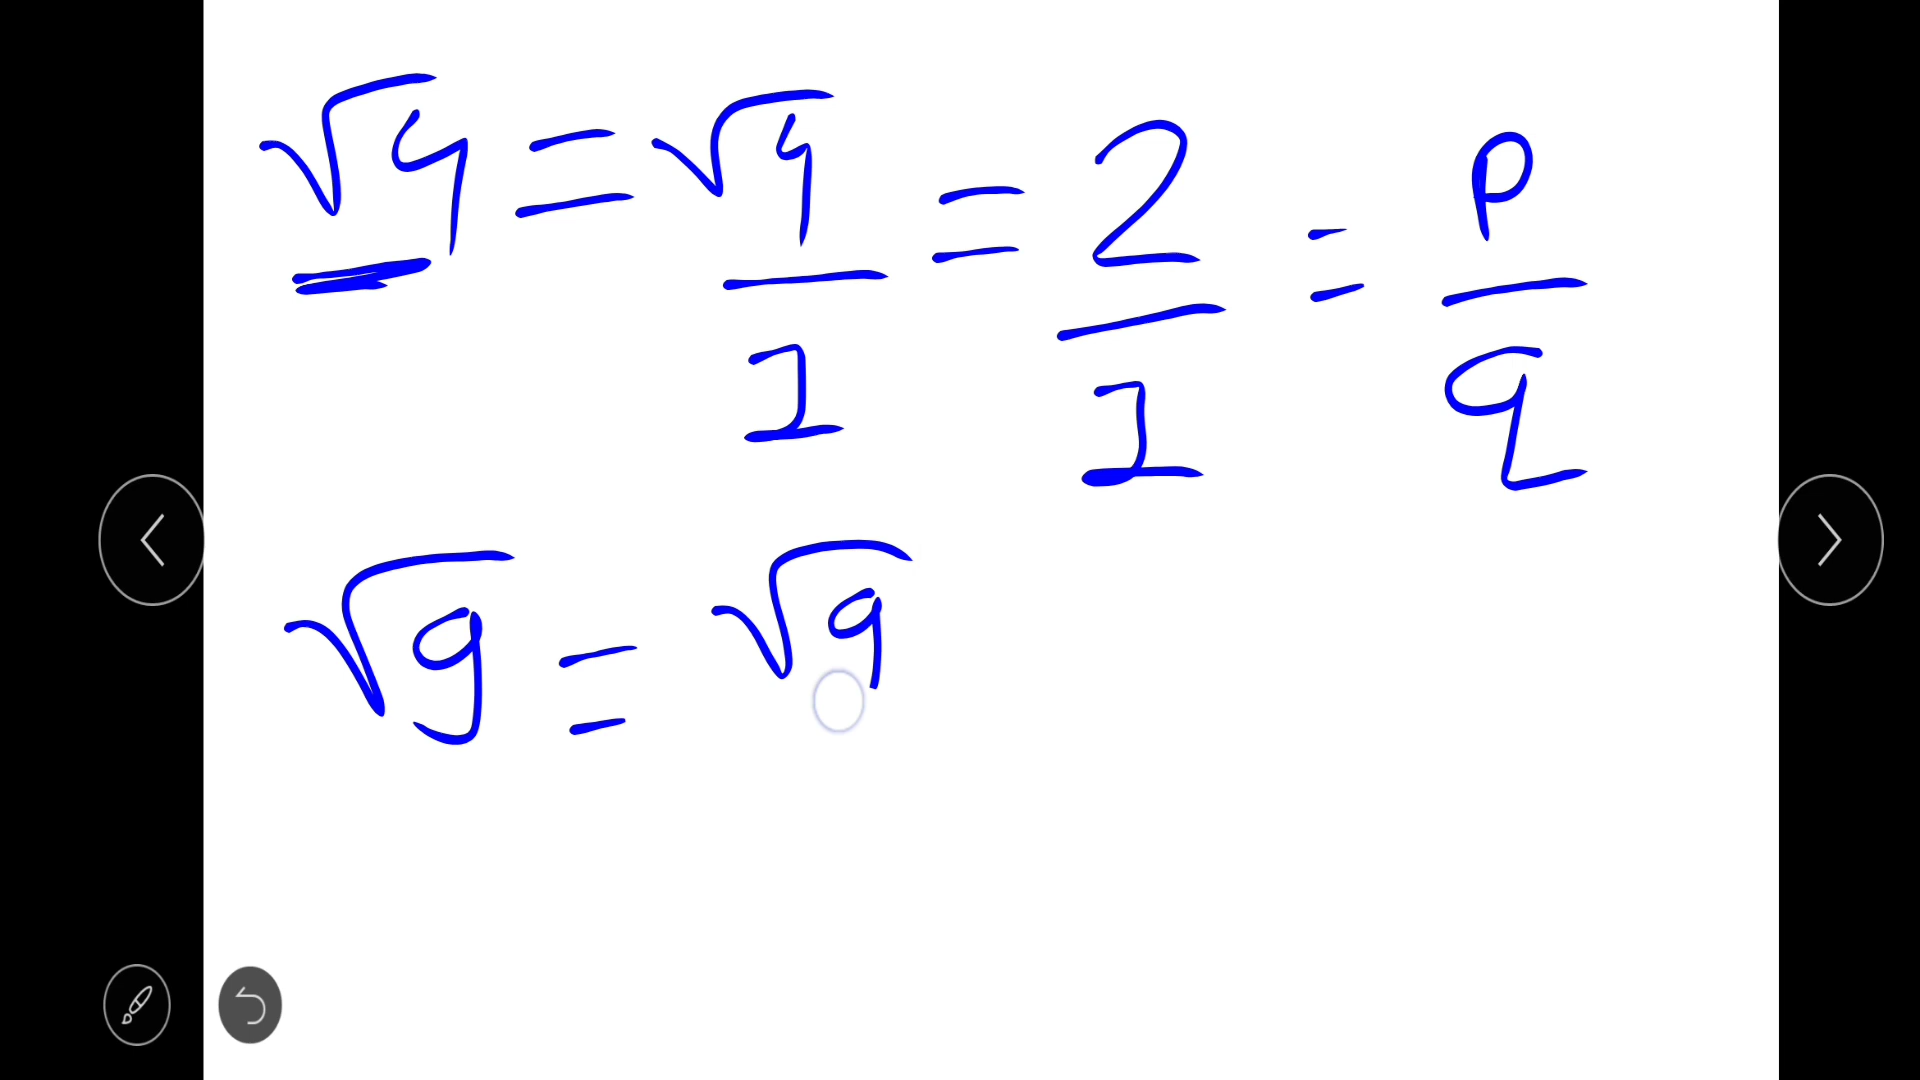 √4 = √4/1 = 2/1 = p/q
√9 = √9